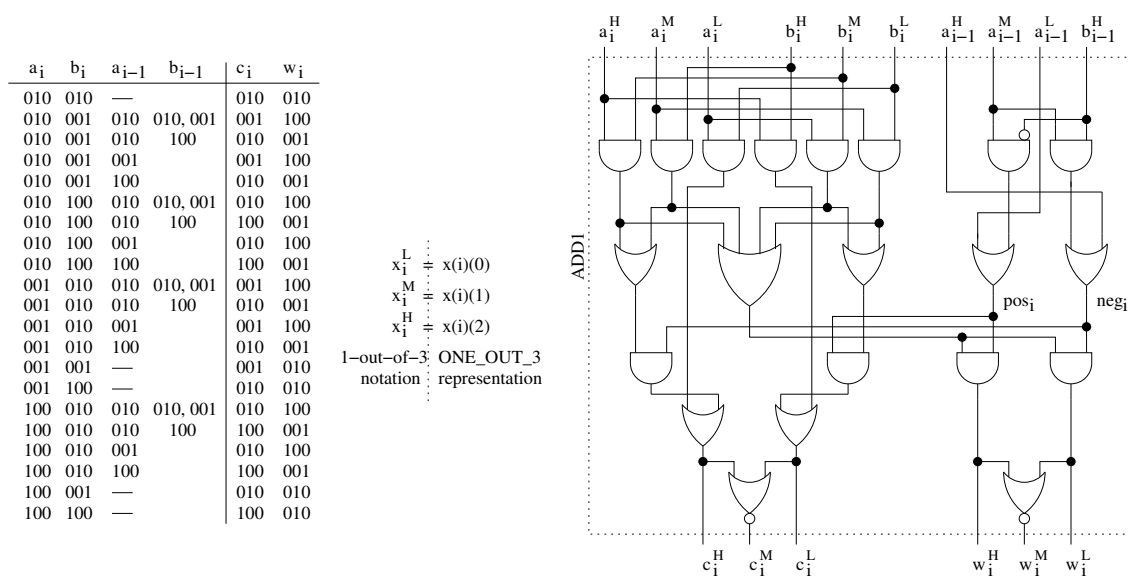 a_i b_i a_{i−1} b_{i−1} c_i w_i
010 010 — 010 010
010 001 010 010, 001 001 100
010 001 010 100 010 001
010 001 001 001 100
010 001 100 010 001
010 100 010 010, 001 010 100
010 100 010 100 100 001
010 100 001 010 100
010 100 100 100 001
001 010 010 010, 001 001 100
001 010 010 100 010 001
001 010 001 001 100
001 010 100 010 001
001 001 — 001 010
001 100 — 010 010
100 010 010 010, 001 010 100
100 010 010 100 100 001
100 010 001 010 100
100 010 100 100 001
100 001 — 010 010
100 100 — 100 010
x_i^L = x(i)(0)
x_i^M = x(i)(1)
x_i^H = x(i)(2)
1−out−of−3 ONE_OUT_3
notation representation
a_i^H a_i^M a_i^L b_i^H b_i^M b_i^L a_{i−1}^H a_{i−1}^M a_{i−1}^L b_{i−1}^H
ADD1
pos_i neg_i
c_i^H c_i^M c_i^L w_i^H w_i^M w_i^L